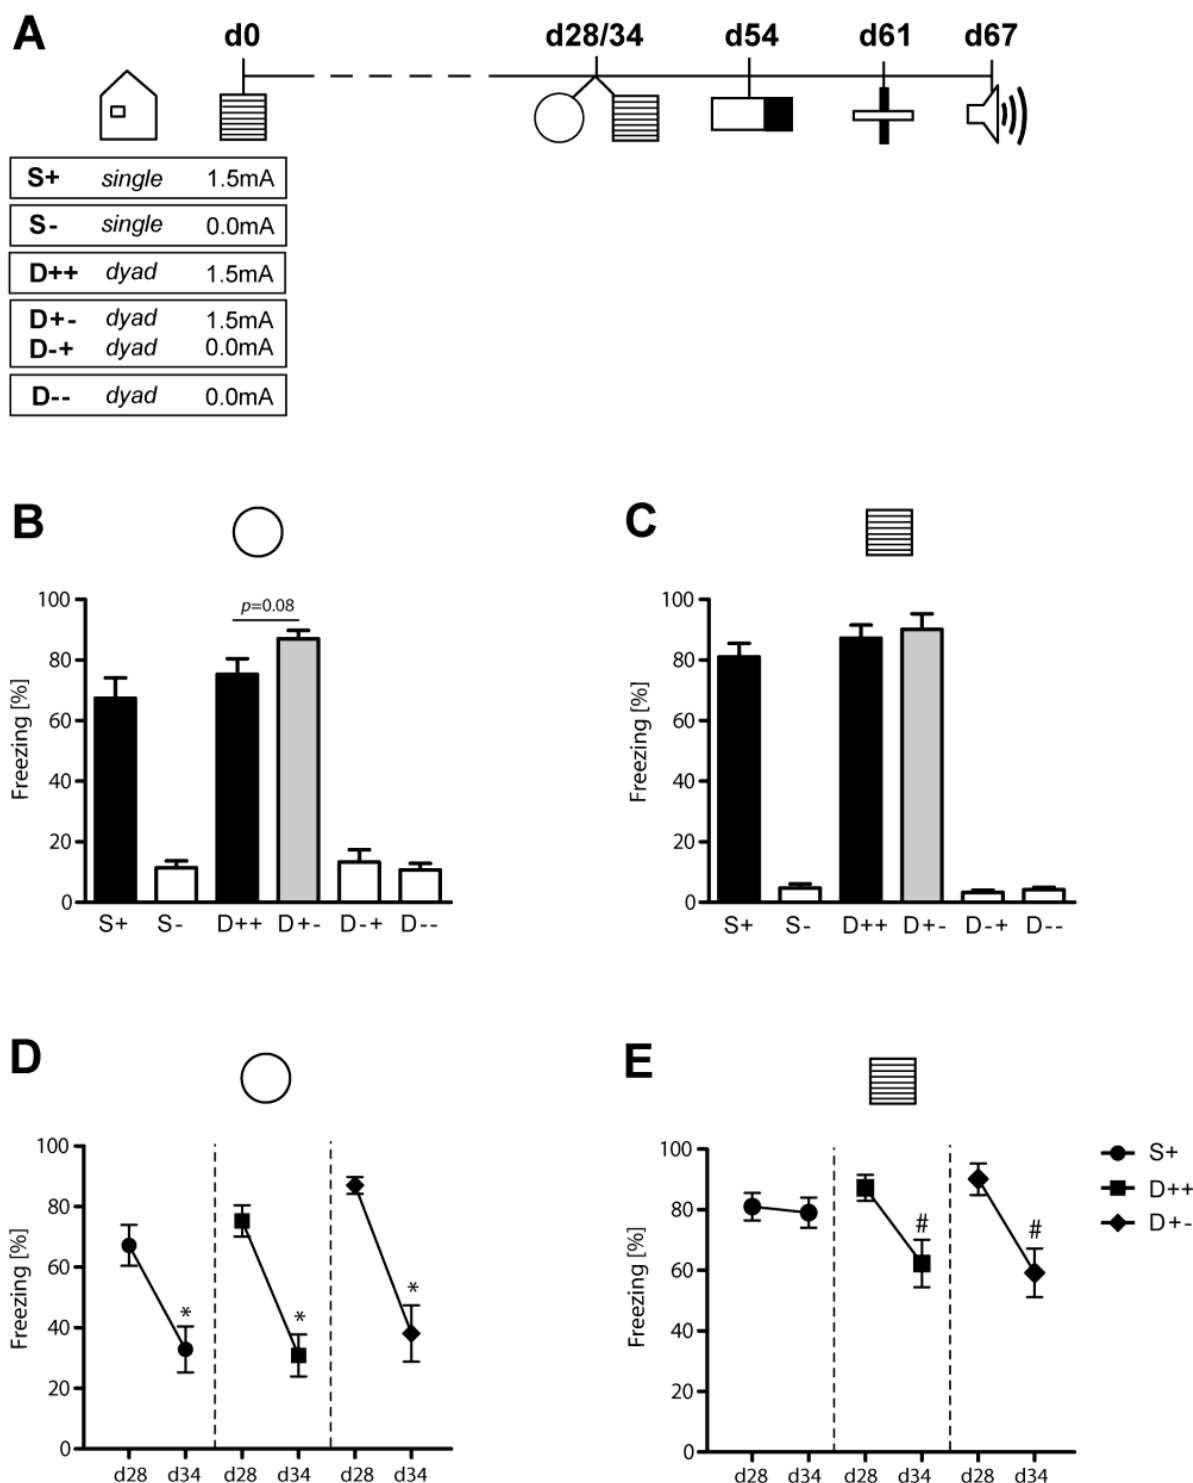 A
d0 d28/34 d54 d61 d67
S+ single 1.5mA
S- single 0.0mA
D++ dyad 1.5mA
D+- dyad 1.5mA
D-+ dyad 0.0mA
D-- dyad 0.0mA
B
100
80
60
40
20
0
Freezing [%]
p=0.08
S+ S- D++ D+- D-+ D--
C
100
80
60
40
20
0
Freezing [%]
S+ S- D++ D+- D-+ D--
D
100
80
60
40
20
0
Freezing [%]
* * *
d28 d34 d28 d34 d28 d34
E
100
80
60
40
20
0
Freezing [%]
# #
d28 d34 d28 d34 d28 d34
S+
D++
D+-